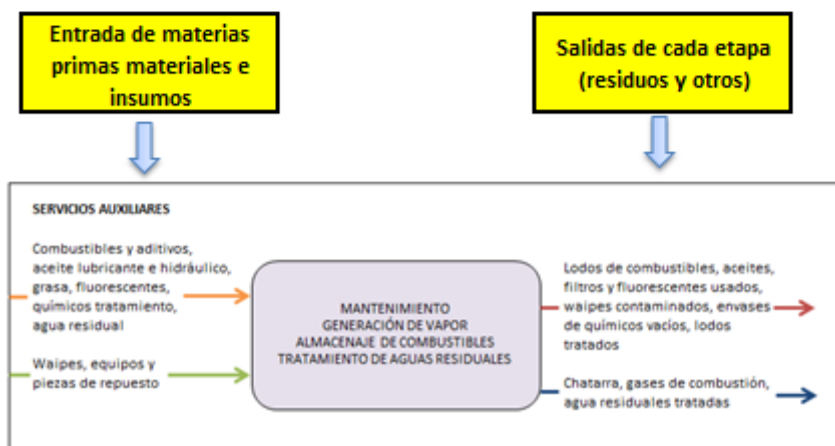 Entrada de materias
primas materiales e
insumos
Salidas de cada etapa
(residuos y otros)
SERVICIOS AUXILIARES
Combustibles y aditivos,
aceite lubricante e hidráulico,
grasa, fluorescentes,
químicos tratamiento,
agua residual
Waipes, equipos y
piezas de repuesto
MANTENIMIENTO
GENERACIÓN DE VAPOR
ALMACENAJE DE COMBUSTIBLES
TRATAMIENTO DE AGUAS RESIDUALES
Lodos de combustibles, aceites,
filtros y fluorescentes usados,
waipes contaminados, envases
de químicos vacíos, lodos
tratados
Chatarra, gases de combustión,
agua residuales tratadas